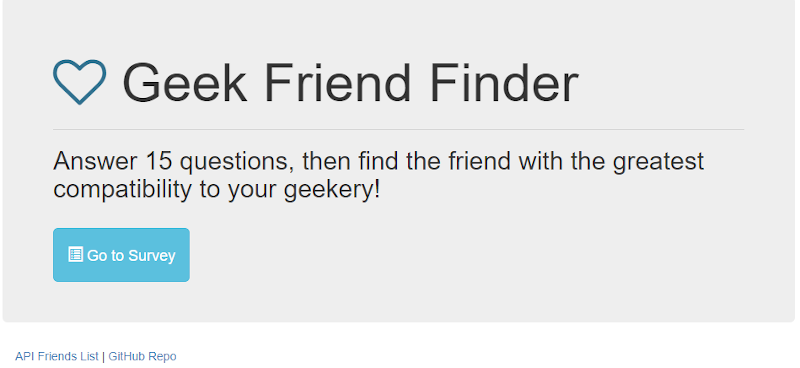 Geek Friend Finder
Answer 15 questions, then find the friend with the greatest
compatibility to your geekery!
Go to Survey
API Friends List | GitHub Repo